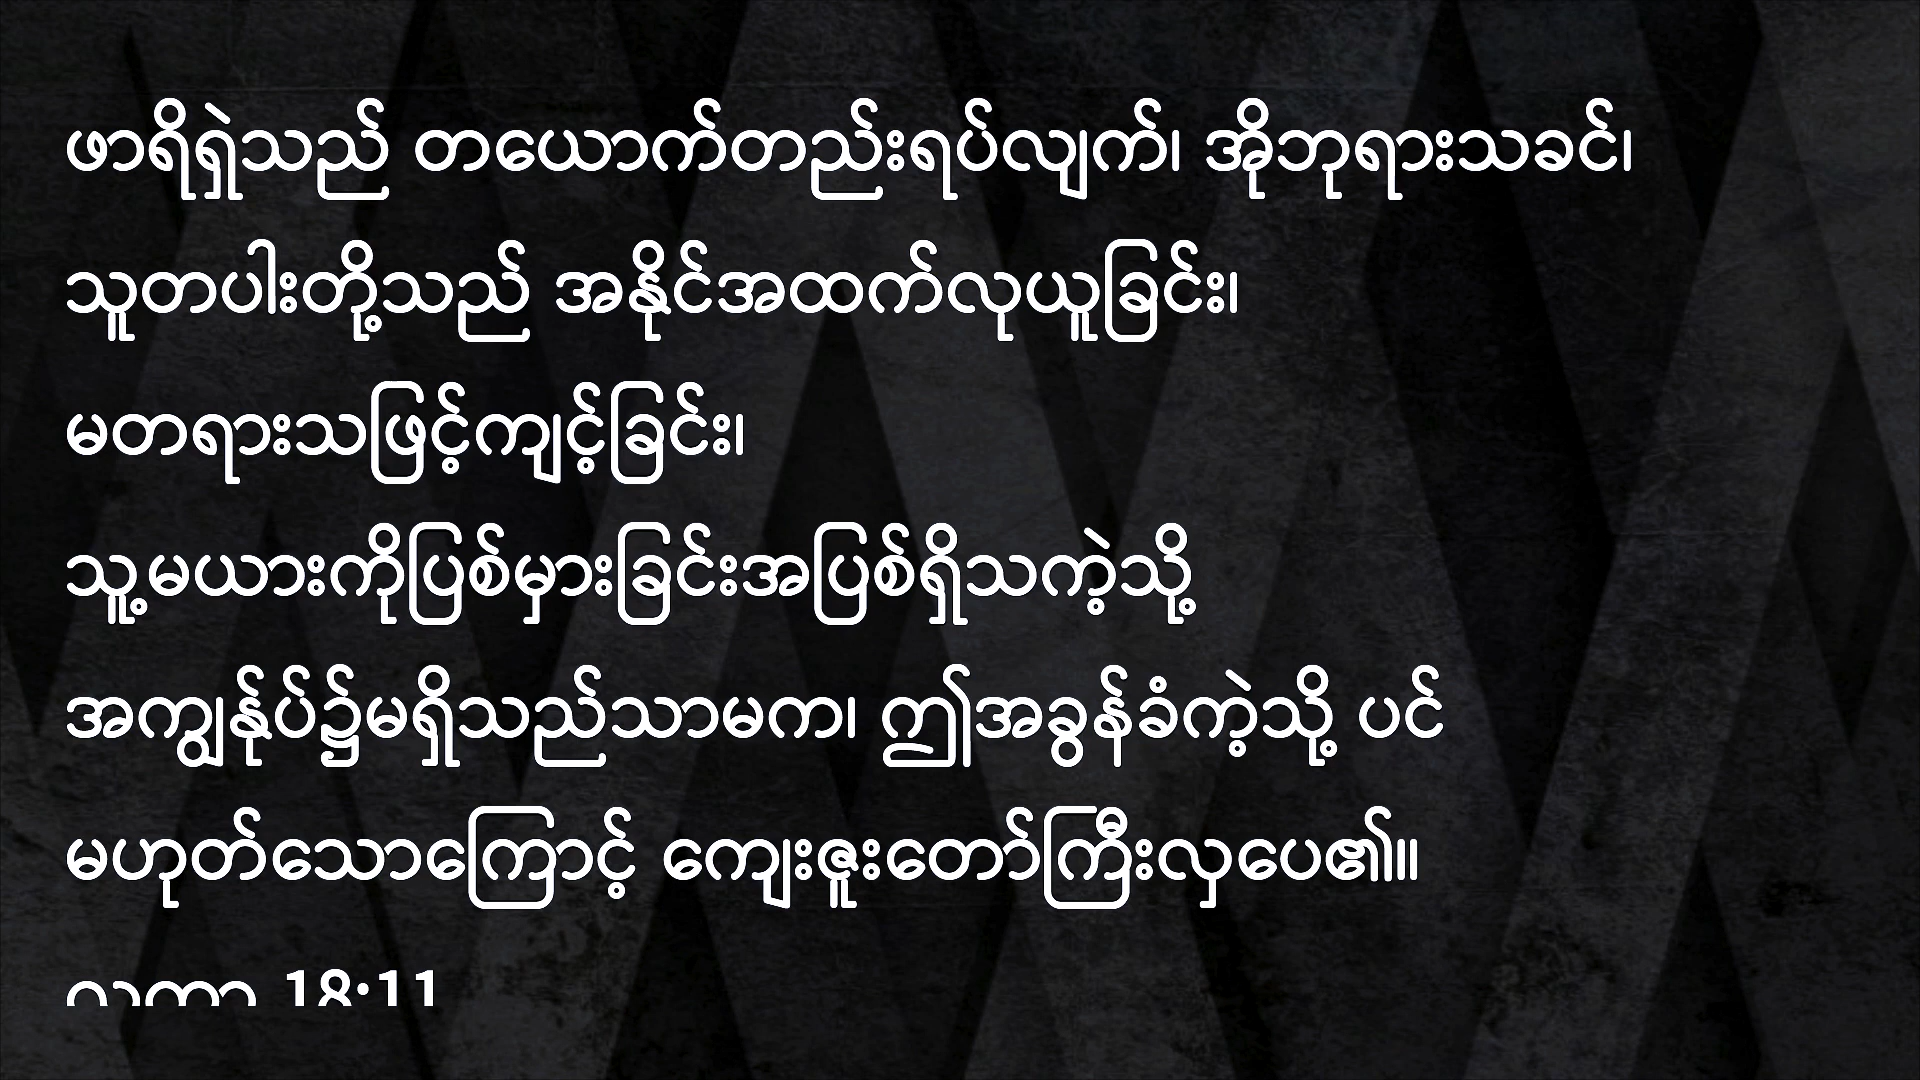 ဖာရိရှဲသည် တယောက်တည်းရပ်လျက်၊ အိုဘုရားသခင်၊
သူတပါးတို့သည် အနိုင်အထက်လုယူခြင်း၊
မတရားသဖြင့်ကျင့်ခြင်း၊
သူ့မယားကိုပြစ်မှားခြင်းအပြစ်ရှိသကဲ့သို့
အကျွန်ုပ်၌မရှိသည်သာမက၊ ဤအခွန်ခံကဲ့သို့ ပင်
မဟုတ်သောကြောင့် ကျေးဇူးတော်ကြီးလှပေ၏။
လုကာ 18:11